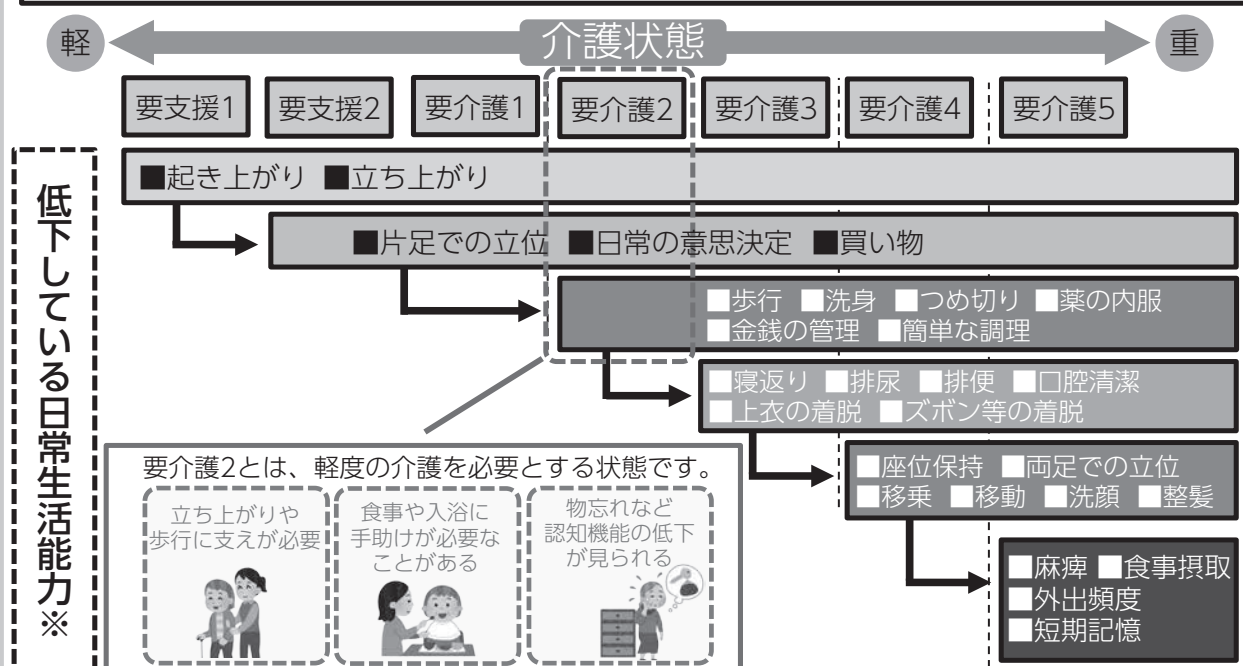 軽
介護状態
重
要支援1 要支援2 要介護1 要介護2 要介護3 要介護4 要介護5
低下している日常生活能力※
■起き上がり ■立ち上がり
■片足での立位 ■日常の意思決定 ■買い物
■歩行 ■洗身 ■つめ切り ■薬の内服
■金銭の管理 ■簡単な調理
■寝返り ■排尿 ■排便 ■口腔清潔
■上衣の着脱 ■ズボン等の着脱
■座位保持 ■両足での立位
■移乗 ■移動 ■洗顔 ■整髪
■麻痺 ■食事摂取
■外出頻度
■短期記憶
要介護2とは、軽度の介護を必要とする状態です。
立ち上がりや
歩行に支えが必要
食事や入浴に
手助けが必要な
ことがある
物忘れなど
認知機能の低下
が見られる